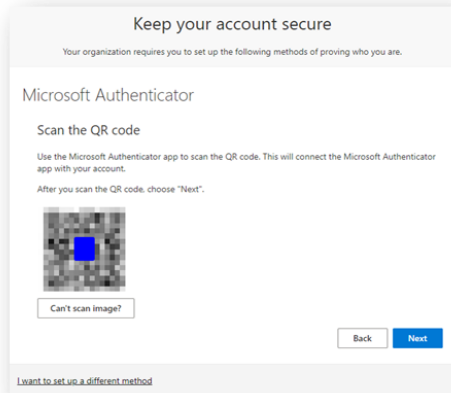 Keep your account secure
Your organization requires you to set up the following methods of proving who you are.
Microsoft Authenticator
Scan the QR code
Use the Microsoft Authenticator app to scan the QR code. This will connect the Microsoft Authenticator
app with your account.
After you scan the QR code, choose "Next".
Can't scan image?
Back
Next
I want to set up a different method